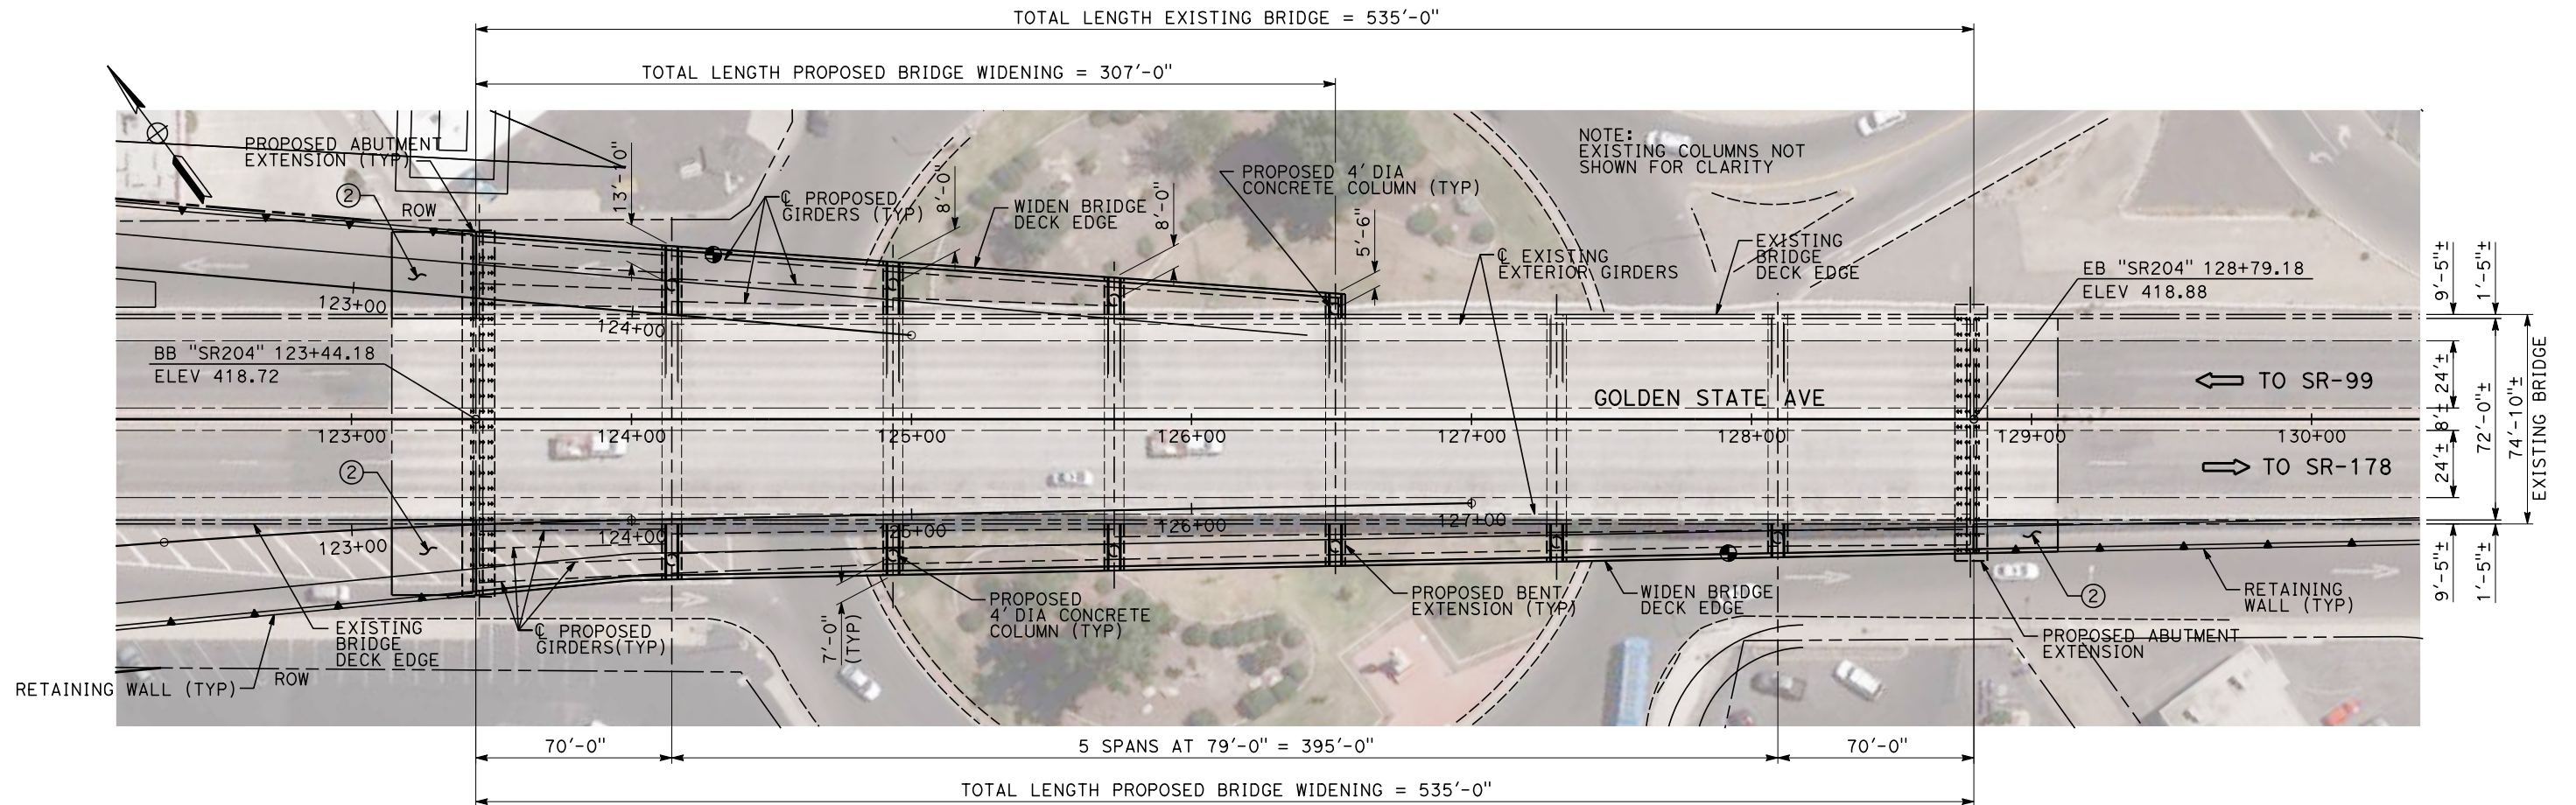 TOTAL LENGTH EXISTING BRIDGE = 535'-0"
TOTAL LENGTH PROPOSED BRIDGE WIDENING = 307'-0"
NOTE:
EXISTING COLUMNS NOT
SHOWN FOR CLARITY
PROPOSED ABUTMENT
EXTENSION (TYP)
2
ROW
13'-10"
℄ PROPOSED
GIRDERS (TYP)
8'-0"
WIDEN BRIDGE
DECK EDGE
8'-0"
PROPOSED 4' DIA
CONCRETE COLUMN (TYP)
5'-6"
℄ EXISTING
EXTERIOR GIRDERS
EXISTING
BRIDGE
DECK EDGE
EB "SR204" 128+79.18
ELEV 418.88
9'-5"±
1'-5"±
123+00
124+00
BB "SR204" 123+44.18
ELEV 418.72
GOLDEN STATE AVE
TO SR-99
24'±
8'±
24'±
72'-0"±
74'-10"±
EXISTING BRIDGE
123+00
124+00
125+00
126+00
127+00
128+00
129+00
130+00
TO SR-178
2
123+00
124+00
125+00
126+00
127+00
9'-5"±
1'-5"±
EXISTING
BRIDGE
DECK EDGE
℄ PROPOSED
GIRDERS(TYP)
7'-0"
(TYP)
PROPOSED
4' DIA CONCRETE
COLUMN (TYP)
PROPOSED BENT
EXTENSION (TYP)
WIDEN BRIDGE
DECK EDGE
2
RETAINING
WALL (TYP)
PROPOSED ABUTMENT
EXTENSION
RETAINING WALL (TYP)
ROW
70'-0"
5 SPANS AT 79'-0" = 395'-0"
70'-0"
TOTAL LENGTH PROPOSED BRIDGE WIDENING = 535'-0"